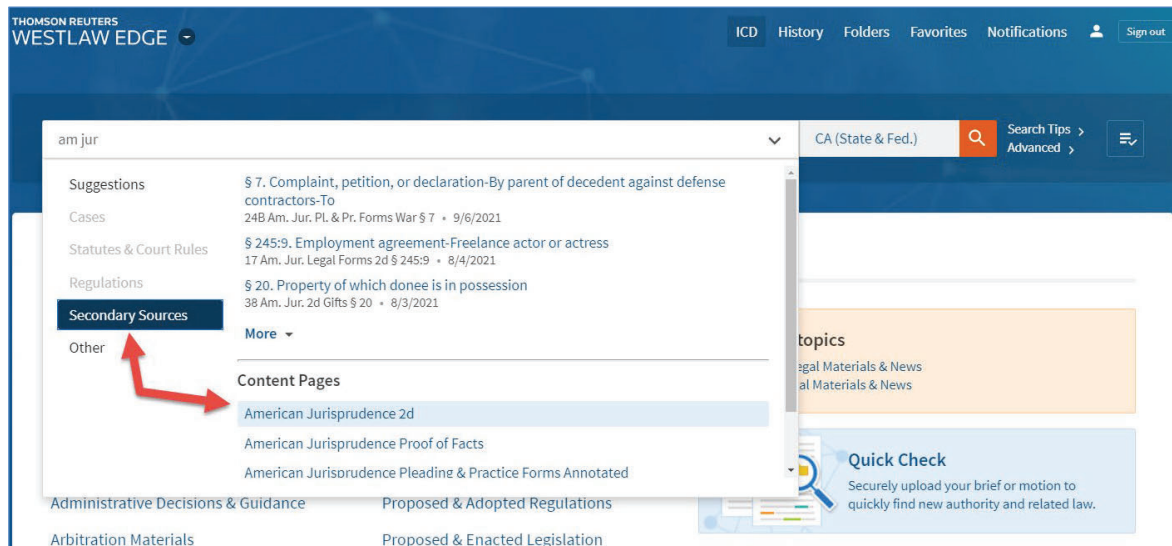 THOMSON REUTERS
WESTLAW EDGE
ICD History Folders Favorites Notifications Sign out
am jur
CA (State & Fed.)
Search Tips
Advanced
Suggestions
Cases
Statutes & Court Rules
Regulations
Secondary Sources
Other
§ 7. Complaint, petition, or declaration-By parent of decedent against defense
contractors-To
24B Am. Jur. Pl. & Pr. Forms War § 7 • 9/6/2021
§ 245:9. Employment agreement-Freelance actor or actress
17 Am. Jur. Legal Forms 2d § 245:9 • 8/4/2021
§ 20. Property of which donee is in possession
38 Am. Jur. 2d Gifts § 20 • 8/3/2021
More
Content Pages
American Jurisprudence 2d
American Jurisprudence Proof of Facts
American Jurisprudence Pleading & Practice Forms Annotated
topics
Materials & News
Materials & News
Quick Check
Securely upload your brief or motion to
quickly find new authority and related law.
Administrative Decisions & Guidance
Proposed & Adopted Regulations
Arbitration Materials
Proposed & Enacted Legislation